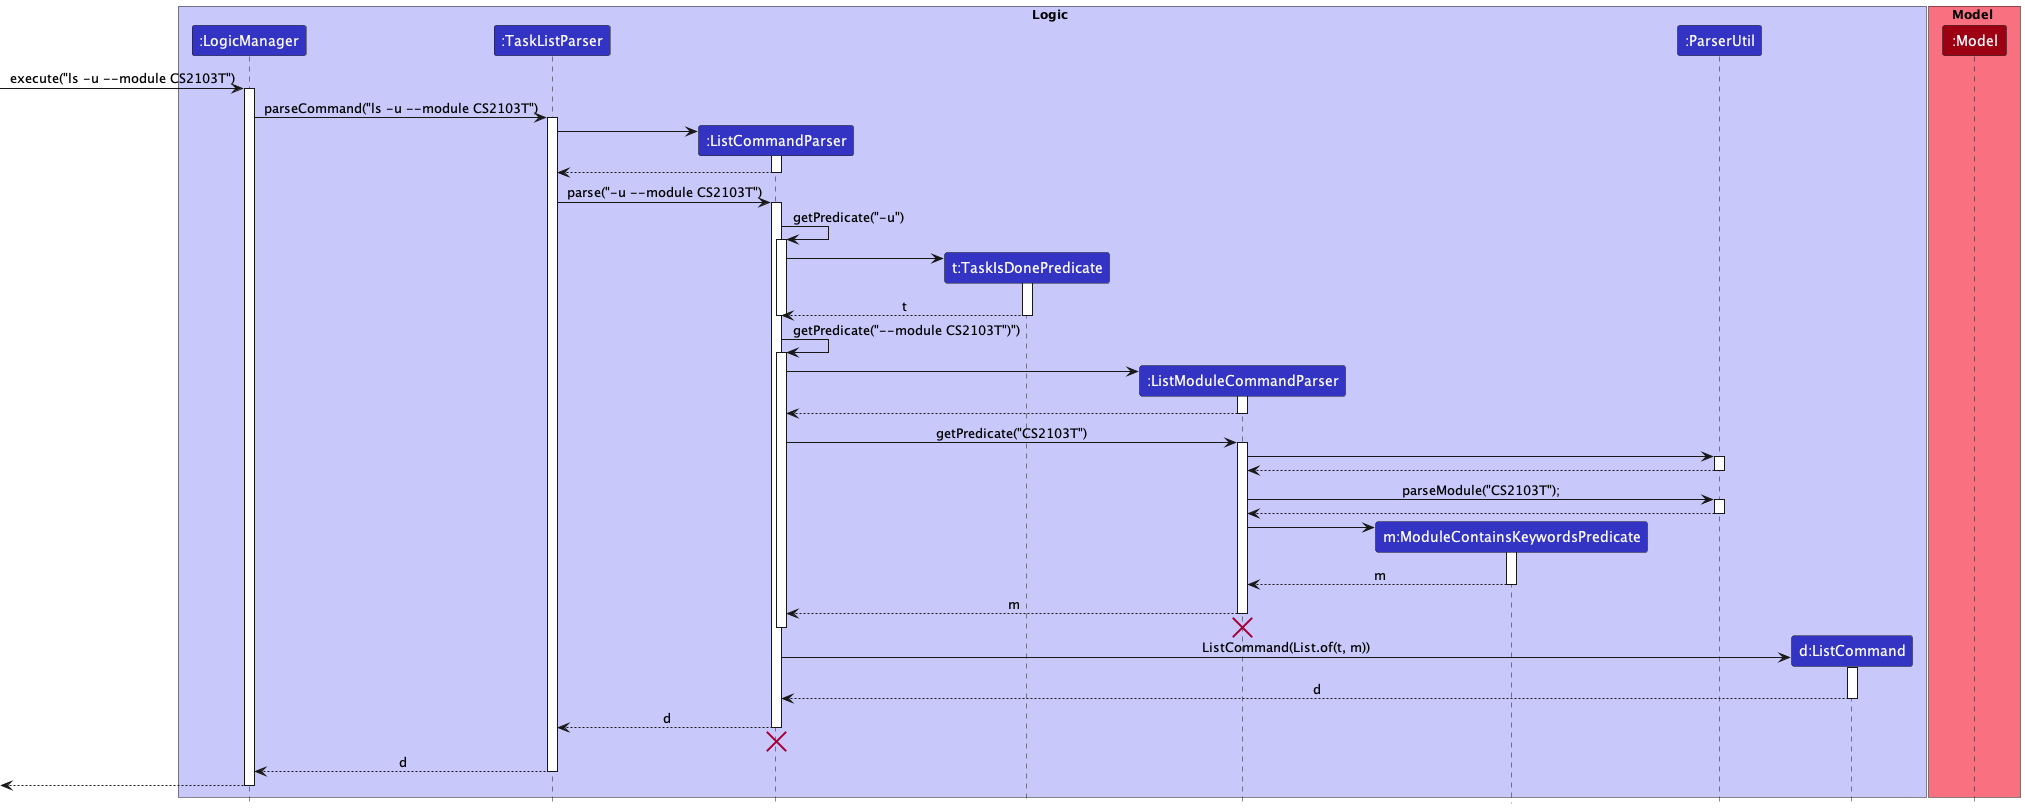 Logic
Model
:LogicManager
:TaskListParser
:ParserUtil
:Model
execute("ls -u --module CS2103T")
parseCommand("ls -u --module CS2103T")
:ListCommandParser
parse("-u --module CS2103T")
getPredicate("-u")
t:TaskIsDonePredicate
t
getPredicate("--module CS2103T")")
:ListModuleCommandParser
getPredicate("CS2103T")
parseModule("CS2103T");
m:ModuleContainsKeywordsPredicate
m
m
ListCommand(List.of(t, m))
d:ListCommand
d
d
d